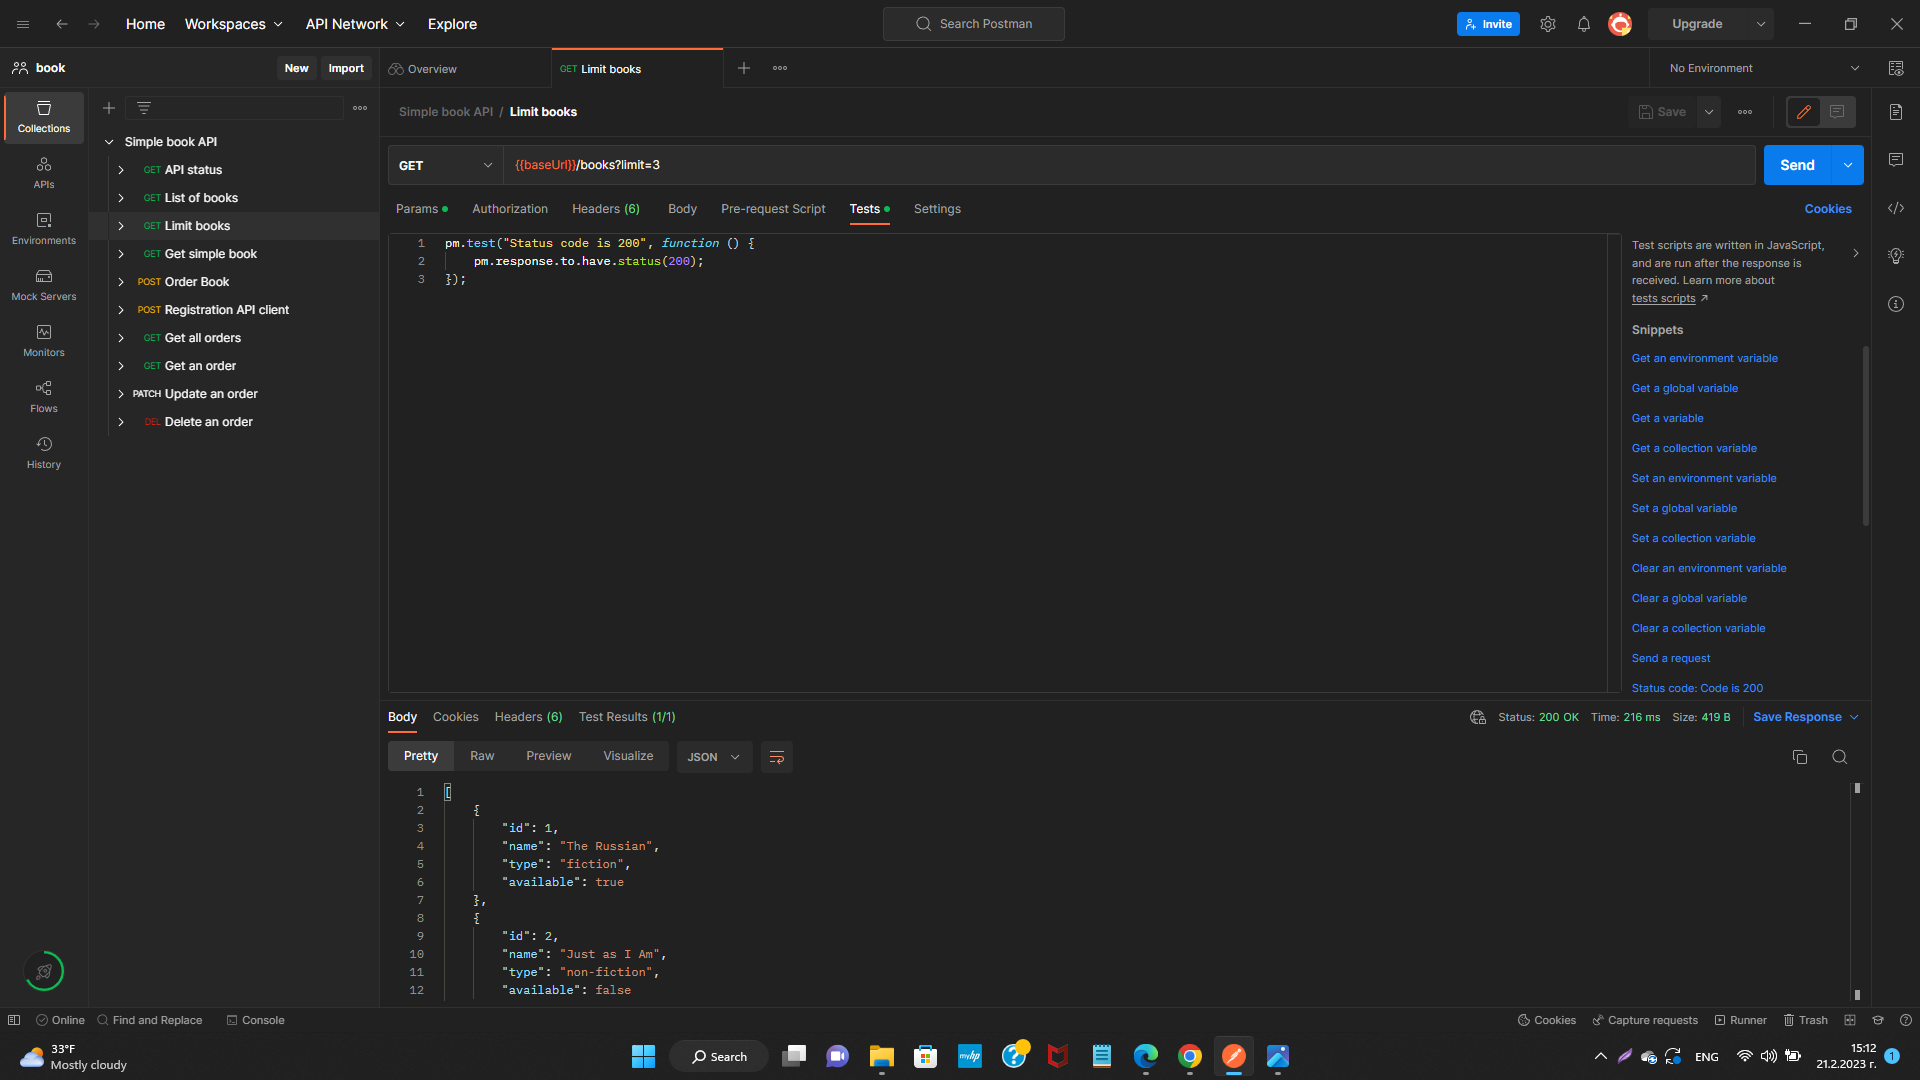 Home
Workspaces
API Network
Explore
Search Postman
Invite
Upgrade
book
New
Import
Overview
GET Limit books
No Environment
Simple book API / Limit books
Save
GET
{{baseUrl}}/books?limit=3
Send
Params
Authorization
Headers (6)
Body
Pre-request Script
Tests
Settings
Cookies
Collections
APIs
Environments
Mock Servers
Monitors
Flows
History
Simple book API
GET API status
GET List of books
GET Limit books
GET Get simple book
POST Order Book
POST Registration API client
GET Get all orders
GET Get an order
PATCH Update an order
DEL Delete an order
1 pm.test("Status code is 200", function () {
2 pm.response.to.have.status(200);
3 });
Test scripts are written in JavaScript,
and are run after the response is
received. Learn more about
tests scripts
Snippets
Get an environment variable
Get a global variable
Get a variable
Get a collection variable
Set an environment variable
Set a global variable
Set a collection variable
Clear an environment variable
Clear a global variable
Clear a collection variable
Send a request
Status code: Code is 200
Body
Cookies
Headers (6)
Test Results (1/1)
Status: 200 OK
Time: 216 ms
Size: 419 B
Save Response
Pretty
Raw
Preview
Visualize
JSON
1 [
2 {
3 "id": 1,
4 "name": "The Russian",
5 "type": "fiction",
6 "available": true
7 },
8 {
9 "id": 2,
10 "name": "Just as I Am",
11 "type": "non-fiction",
12 "available": false
Online
Find and Replace
Console
Cookies
Capture requests
Runner
Trash
33°F
Mostly cloudy
Search
myhp
ENG
15:12
21.2.2023 г.
1